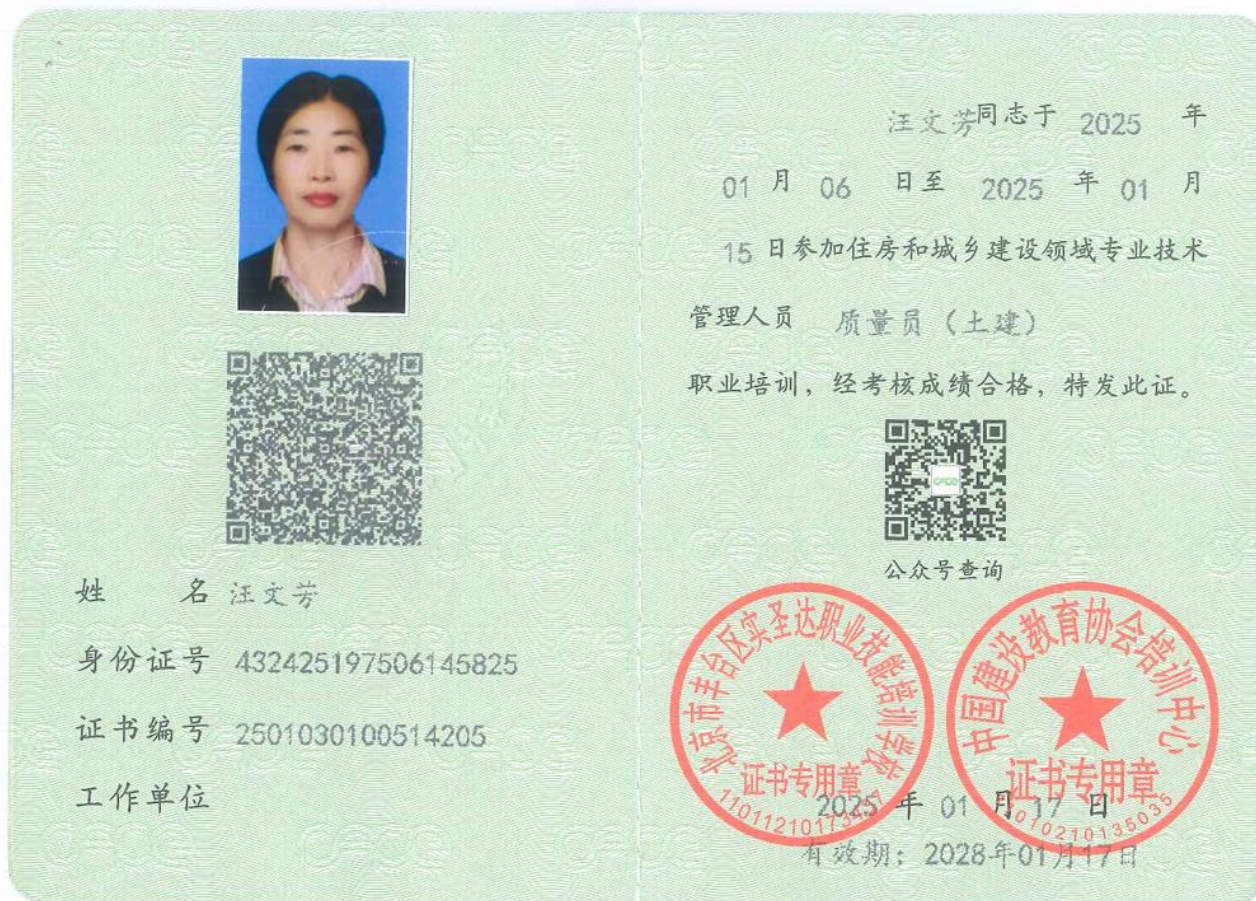 姓 名 汪文芳
身份证号 432425197506145825
证书编号 2501030100514205
工作单位
汪文芳同志于 2025 年
01 月 06 日至 2025 年 01 月
15 日参加住房和城乡建设领域专业技术
管理人员 质量员（土建）
职业培训，经考核成绩合格，特发此证。
公众号查询
北京市丰台区实圣达职业技能培训学校
证书专用章
中国建设教育协会培训中心
证书专用章
2025 年 01 月 17 日
有效期：2028年01月17日